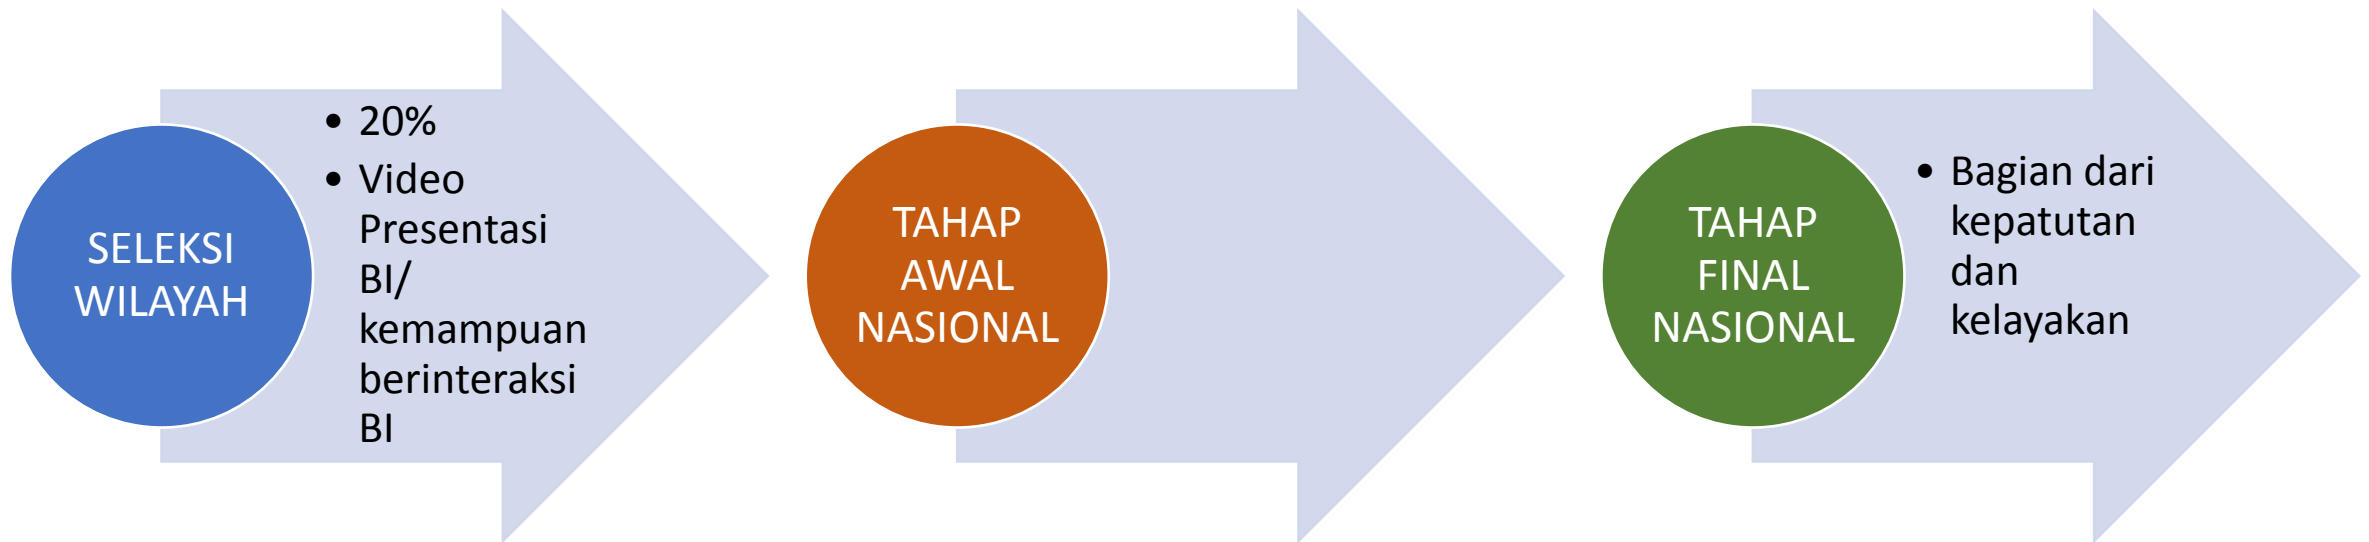 SELEKSI
WILAYAH
• 20%
• Video
Presentasi
BI/
kemampuan
berinteraksi
BI
TAHAP
AWAL
NASIONAL
TAHAP
FINAL
NASIONAL
• Bagian dari
kepatutan
dan
kelayakan